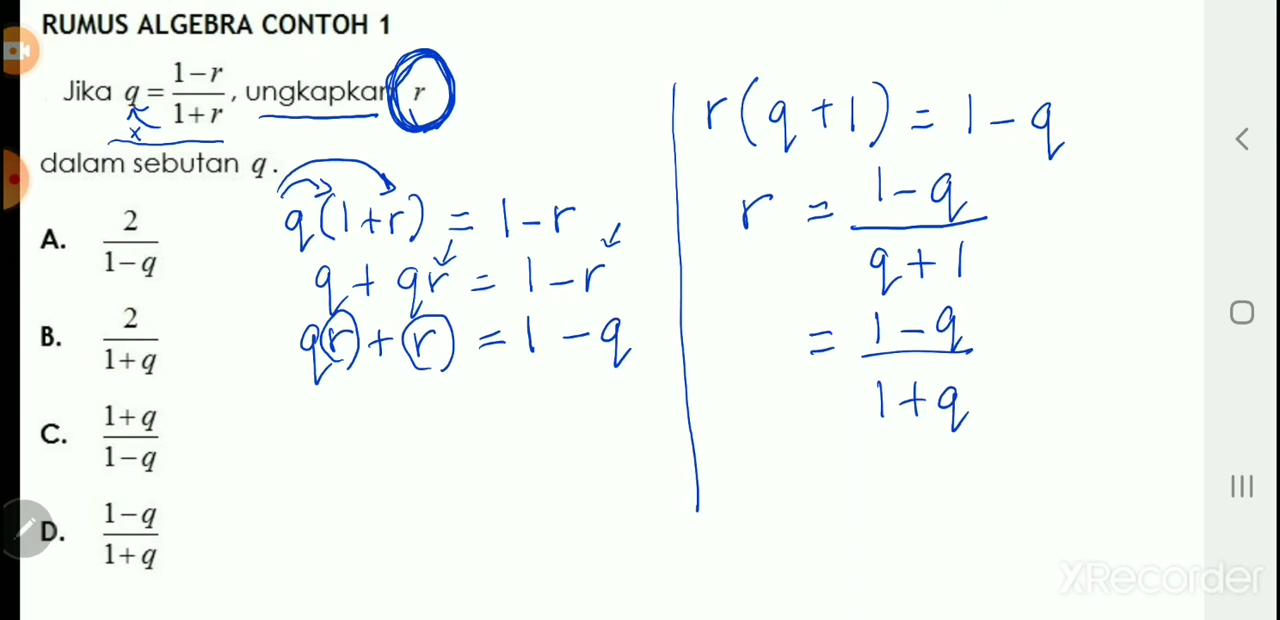 RUMUS ALGEBRA CONTOH 1
Jika q = (1−r)/(1+r), ungkapkan r
×
dalam sebutan q.
A. 2/(1−q)
B. 2/(1+q)
C. (1+q)/(1−q)
D. (1−q)/(1+q)
q(1+r) = 1−r
q + qr = 1−r
qr + r = 1 − q
r(q+1) = 1−q
r = (1−q)/(q+1)
= (1−q)/(1+q)
XRecorder